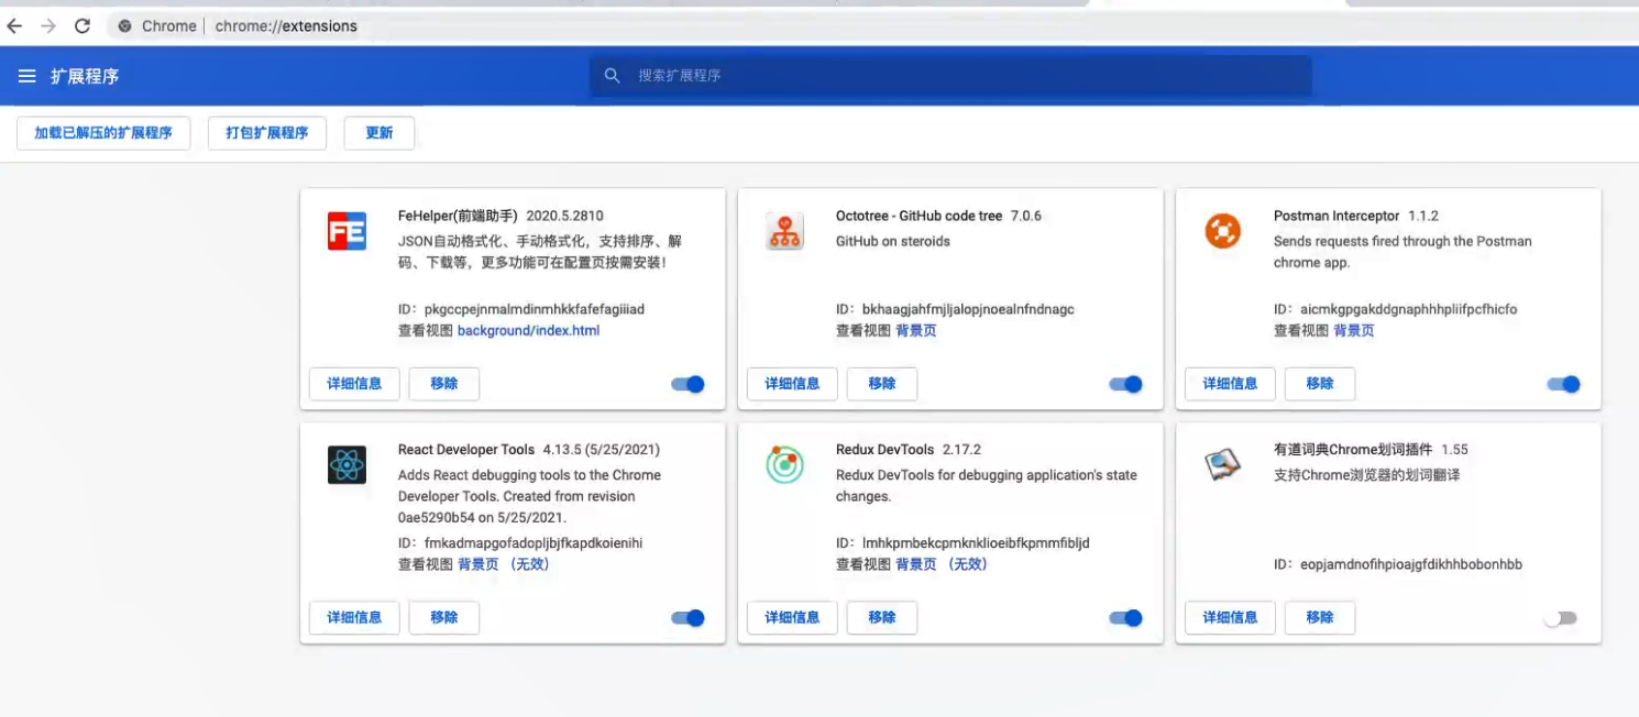 Chrome | chrome://extensions
扩展程序
搜索扩展程序
加载已解压的扩展程序 打包扩展程序 更新
FE
FeHelper(前端助手) 2020.5.2810
JSON自动格式化、手动格式化，支持排序、解
码、下载等，更多功能可在配置页按需安装！
ID： pkgccpejnmalmdinmhkkfafefagiiiad
查看视图 background/index.html
详细信息 移除
Octotree - GitHub code tree 7.0.6
GitHub on steroids
ID： bkhaagjahfmjljalopjnoealnfndnagc
查看视图 背景页
详细信息 移除
Postman Interceptor 1.1.2
Sends requests fired through the Postman
chrome app.
ID： aicmkgpgakddgnaphhhpliifpcfhicfo
查看视图 背景页
详细信息 移除
React Developer Tools 4.13.5 (5/25/2021)
Adds React debugging tools to the Chrome
Developer Tools. Created from revision
0ae5290b54 on 5/25/2021.
ID： fmkadmapgofadopljbjfkapdkoienihi
查看视图 背景页 （无效）
详细信息 移除
Redux DevTools 2.17.2
Redux DevTools for debugging application's state
changes.
ID： lmhkpmbekcpmknklioeibfkpmmfibljd
查看视图 背景页 （无效）
详细信息 移除
有道词典Chrome划词插件 1.55
支持Chrome浏览器的划词翻译
ID： eopjamdnofihpioajgfdikhhbobonhbb
详细信息 移除